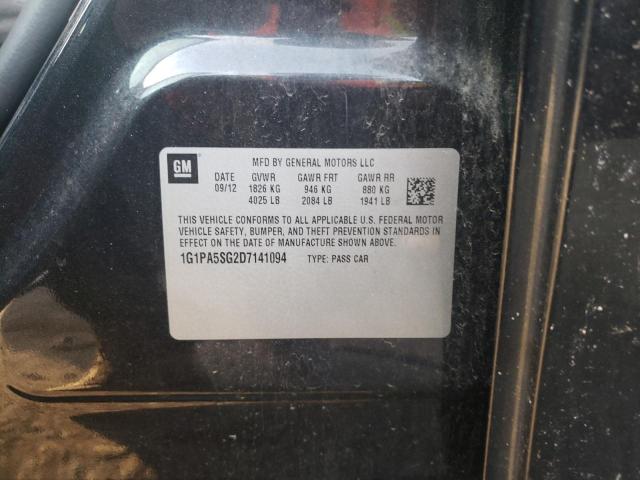 GM
MFD BY GENERAL MOTORS LLC
DATE GVWR GAWR FRT GAWR RR
09/12 1826 KG 946 KG 880 KG
4025 LB 2084 LB 1941 LB
THIS VEHICLE CONFORMS TO ALL APPLICABLE U.S. FEDERAL MOTOR
VEHICLE SAFETY, BUMPER, AND THEFT PREVENTION STANDARDS
IN EFFECT ON THE DATE OF MANUFACTURE SHOWN ABOVE.
1G1PA5SG2D7141094 TYPE: PASS CAR